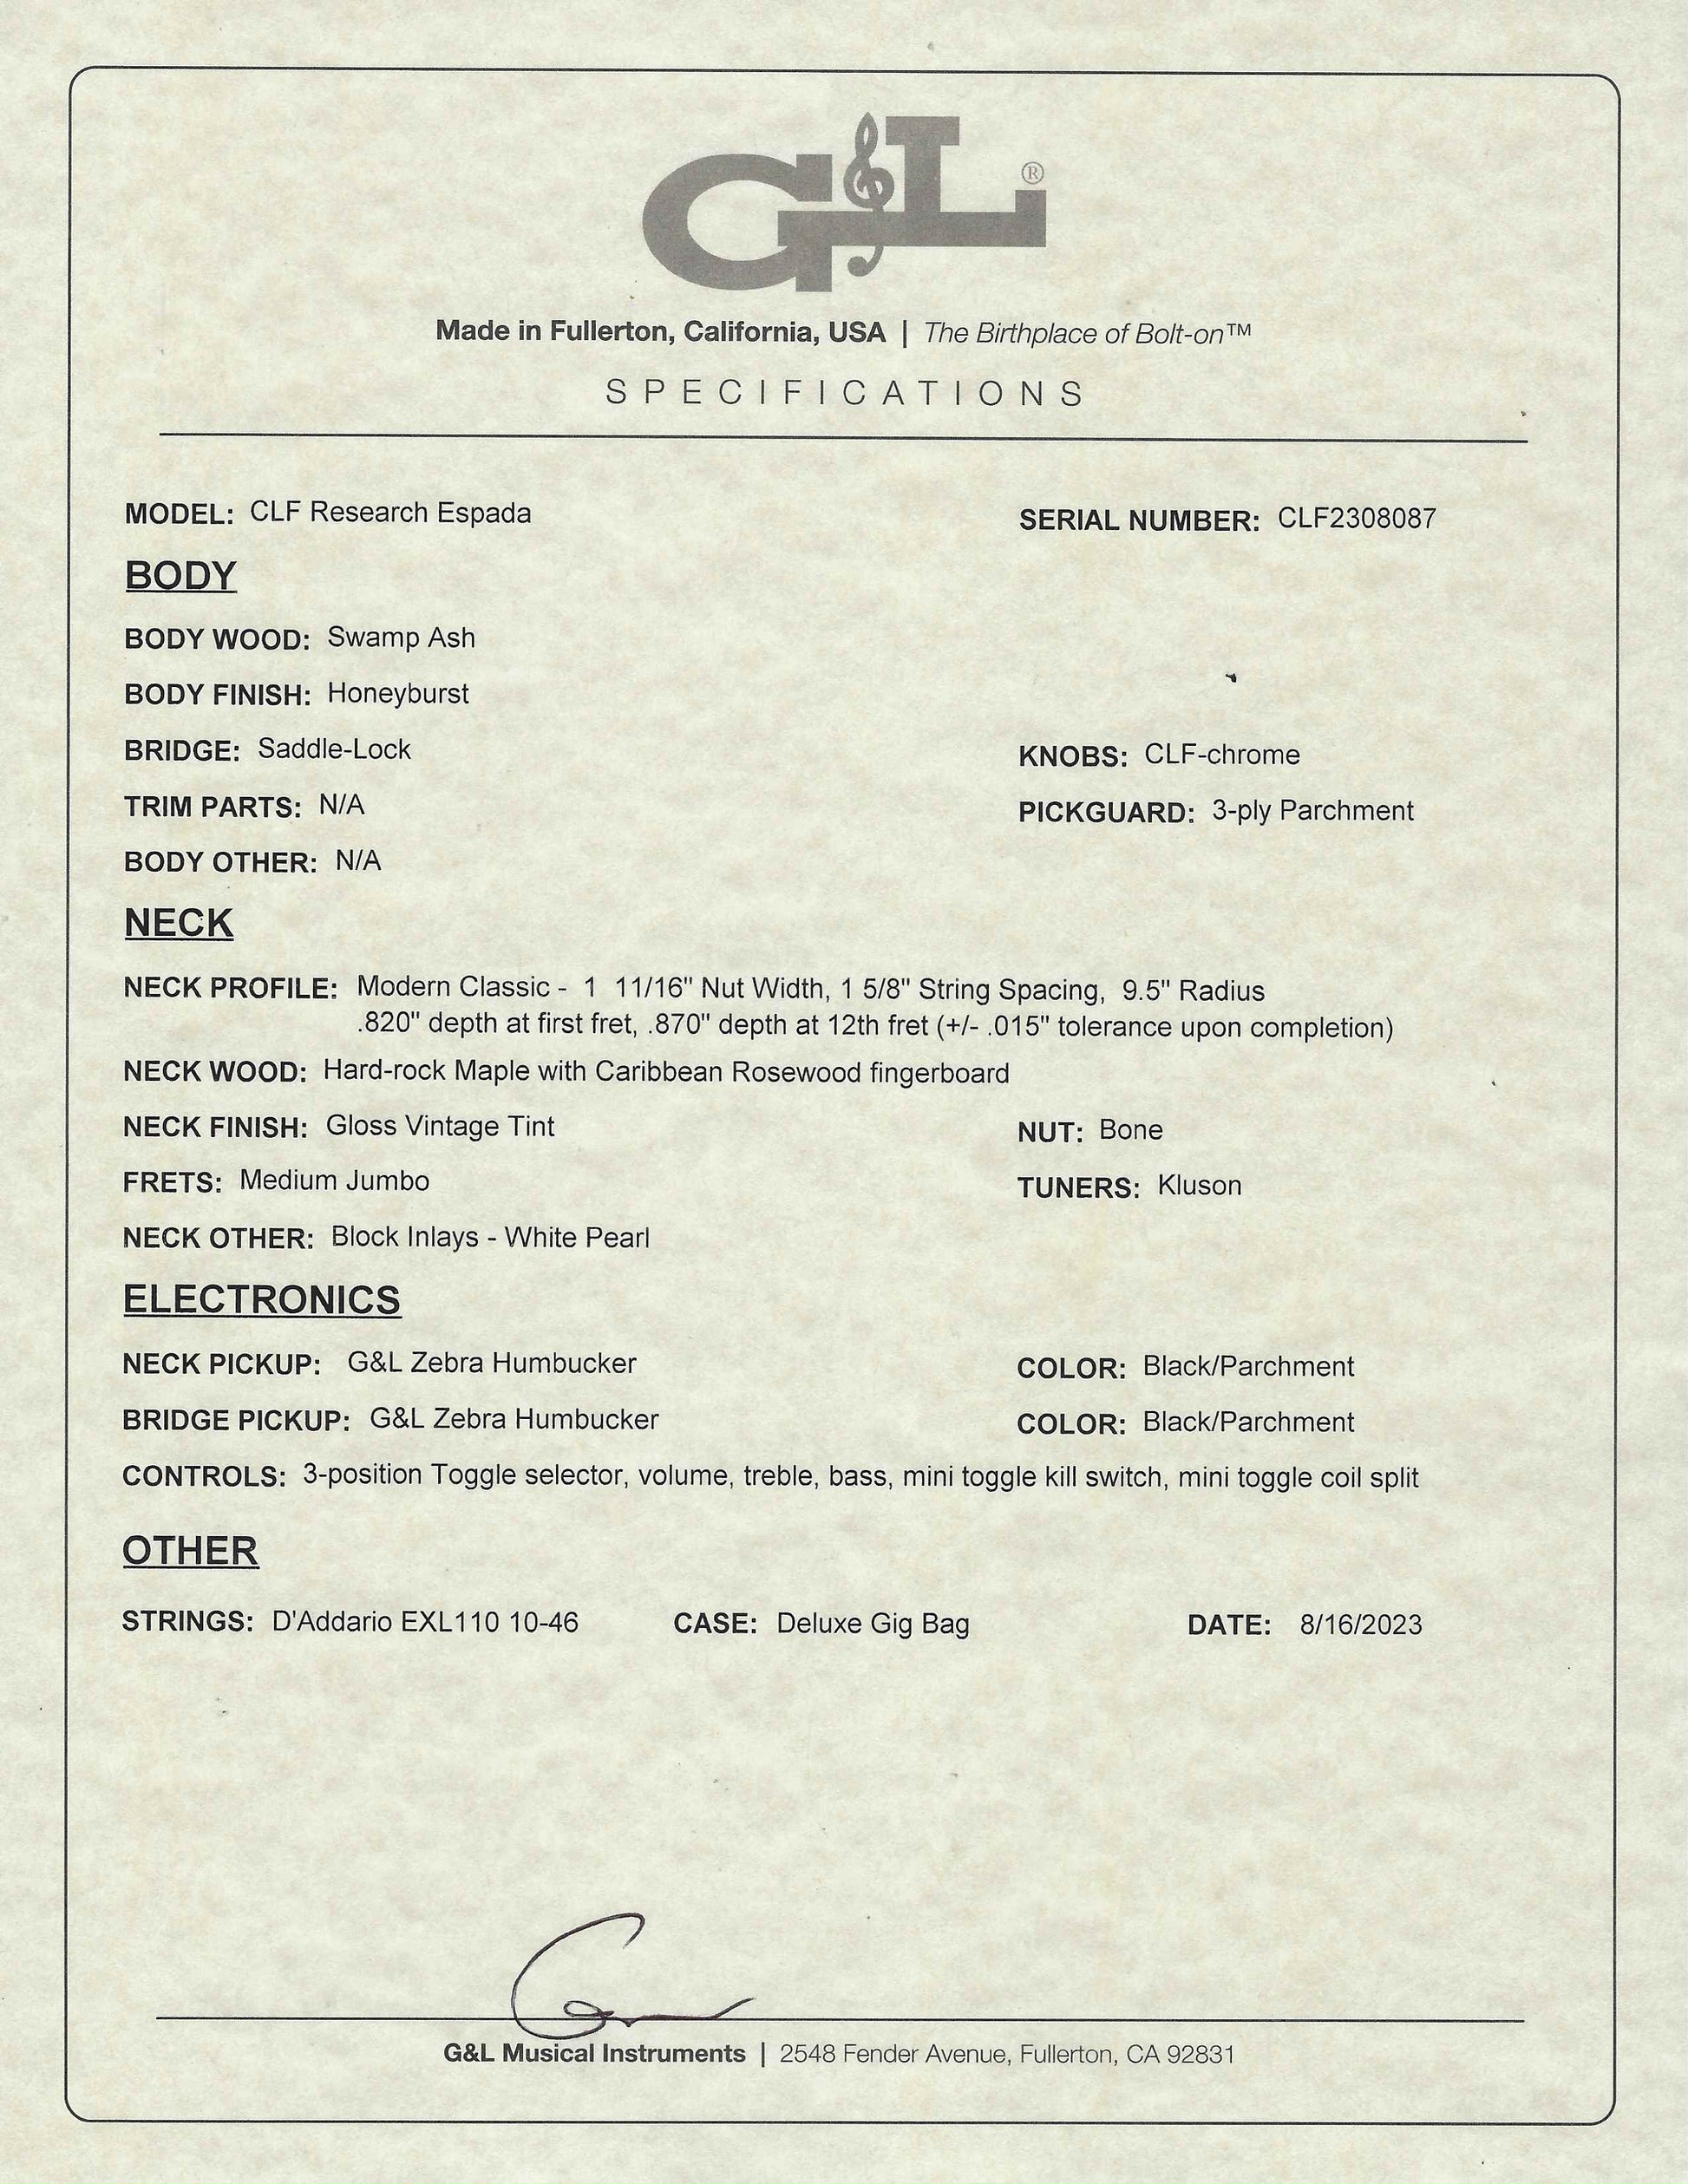 G&L®
Made in Fullerton, California, USA | The Birthplace of Bolt-on™
SPECIFICATIONS
MODEL: CLF Research Espada SERIAL NUMBER: CLF2308087
BODY
BODY WOOD: Swamp Ash
BODY FINISH: Honeyburst
BRIDGE: Saddle-Lock KNOBS: CLF-chrome
TRIM PARTS: N/A PICKGUARD: 3-ply Parchment
BODY OTHER: N/A
NECK
NECK PROFILE: Modern Classic - 1 11/16" Nut Width, 1 5/8" String Spacing, 9.5" Radius
.820" depth at first fret, .870" depth at 12th fret (+/- .015" tolerance upon completion)
NECK WOOD: Hard-rock Maple with Caribbean Rosewood fingerboard
NECK FINISH: Gloss Vintage Tint NUT: Bone
FRETS: Medium Jumbo TUNERS: Kluson
NECK OTHER: Block Inlays - White Pearl
ELECTRONICS
NECK PICKUP: G&L Zebra Humbucker COLOR: Black/Parchment
BRIDGE PICKUP: G&L Zebra Humbucker COLOR: Black/Parchment
CONTROLS: 3-position Toggle selector, volume, treble, bass, mini toggle kill switch, mini toggle coil split
OTHER
STRINGS: D'Addario EXL110 10-46 CASE: Deluxe Gig Bag DATE: 8/16/2023
G&L Musical Instruments | 2548 Fender Avenue, Fullerton, CA 92831